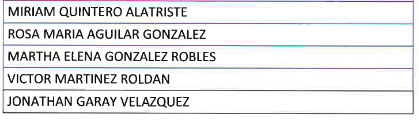 MIRIAM QUINTERO ALATRISTE
ROSA MARIA AGUILAR GONZALEZ
MARTHA ELENA GONZALEZ ROBLES
VICTOR MARTINEZ ROLDAN
JONATHAN GARAY VELAZQUEZ